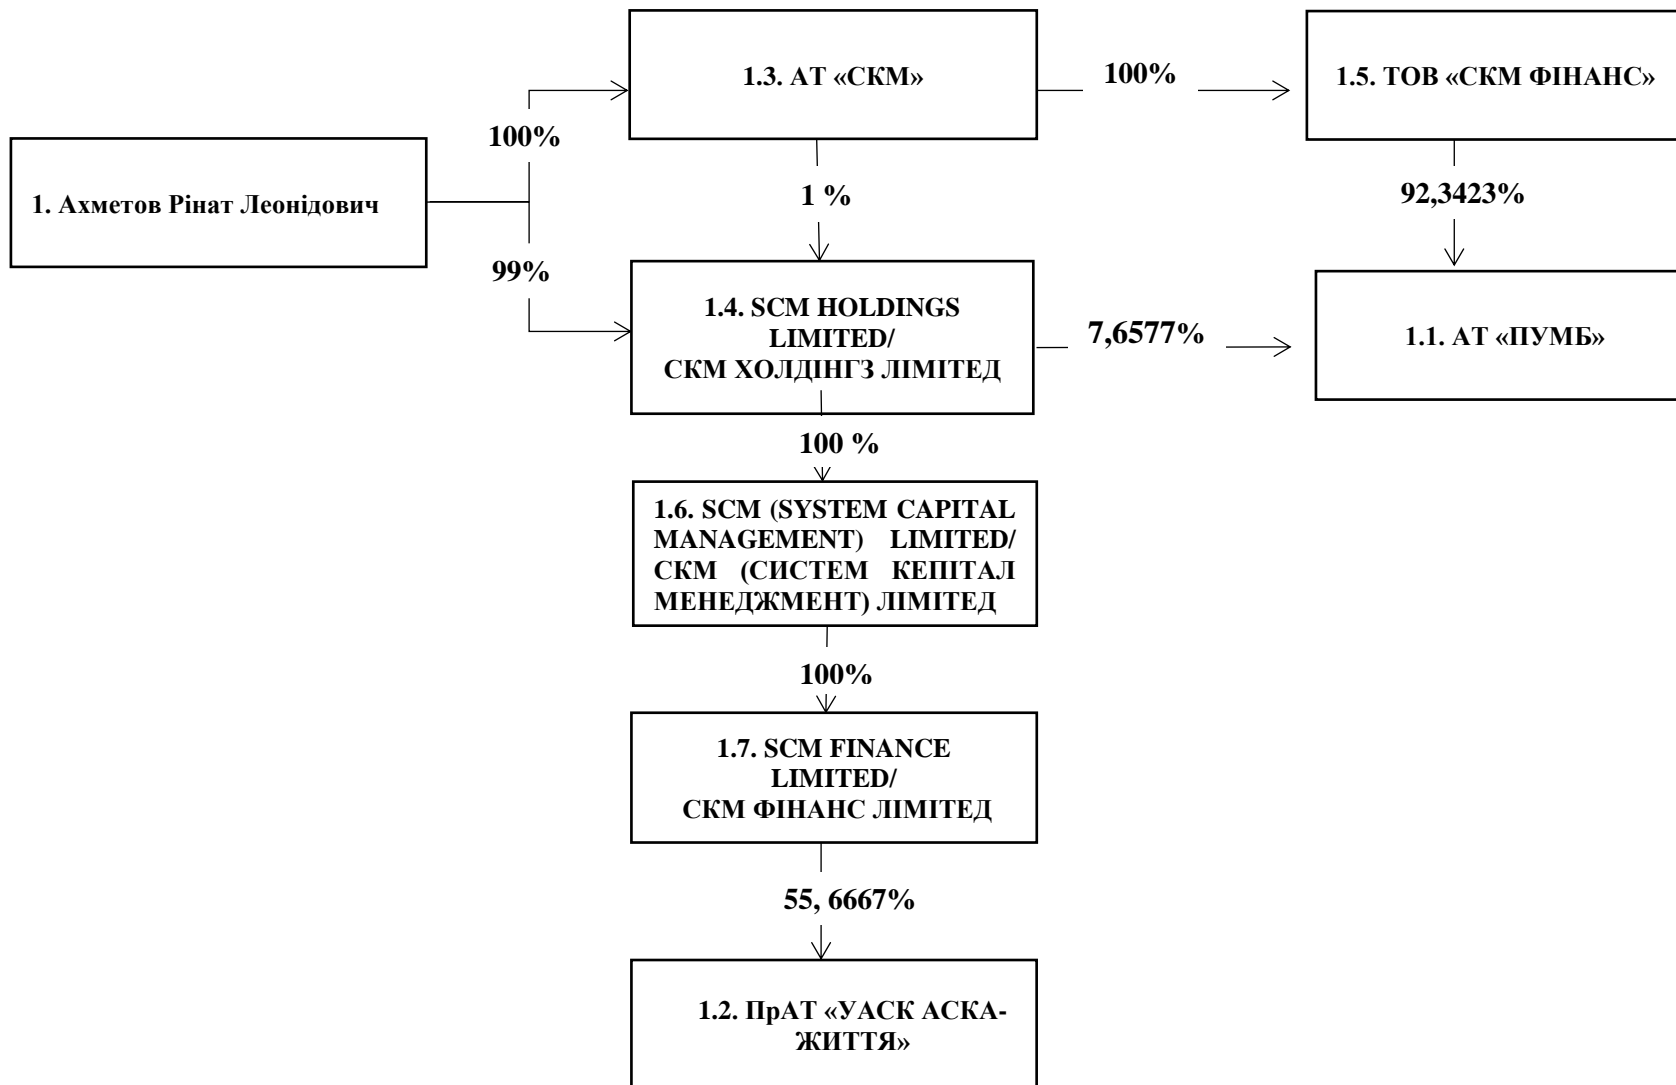 1.3. АТ «СКМ»
100%
1.5. ТОВ «СКМ ФІНАНС»
100%
1. Ахметов Рінат Леонідович
1 %
92,3423%
99%
1.4. SCM HOLDINGS
LIMITED/
СКМ ХОЛДІНГЗ ЛІМІТЕД
7,6577%
1.1. АТ «ПУМБ»
100 %
1.6. SCM (SYSTEM CAPITAL
MANAGEMENT) LIMITED/
СКМ (СИСТЕМ КЕПІТАЛ
МЕНЕДЖМЕНТ) ЛІМІТЕД
100%
1.7. SCM FINANCE
LIMITED/
СКМ ФІНАНС ЛІМІТЕД
55, 6667%
1.2. ПрАТ «УАСК АСКА-
ЖИТТЯ»